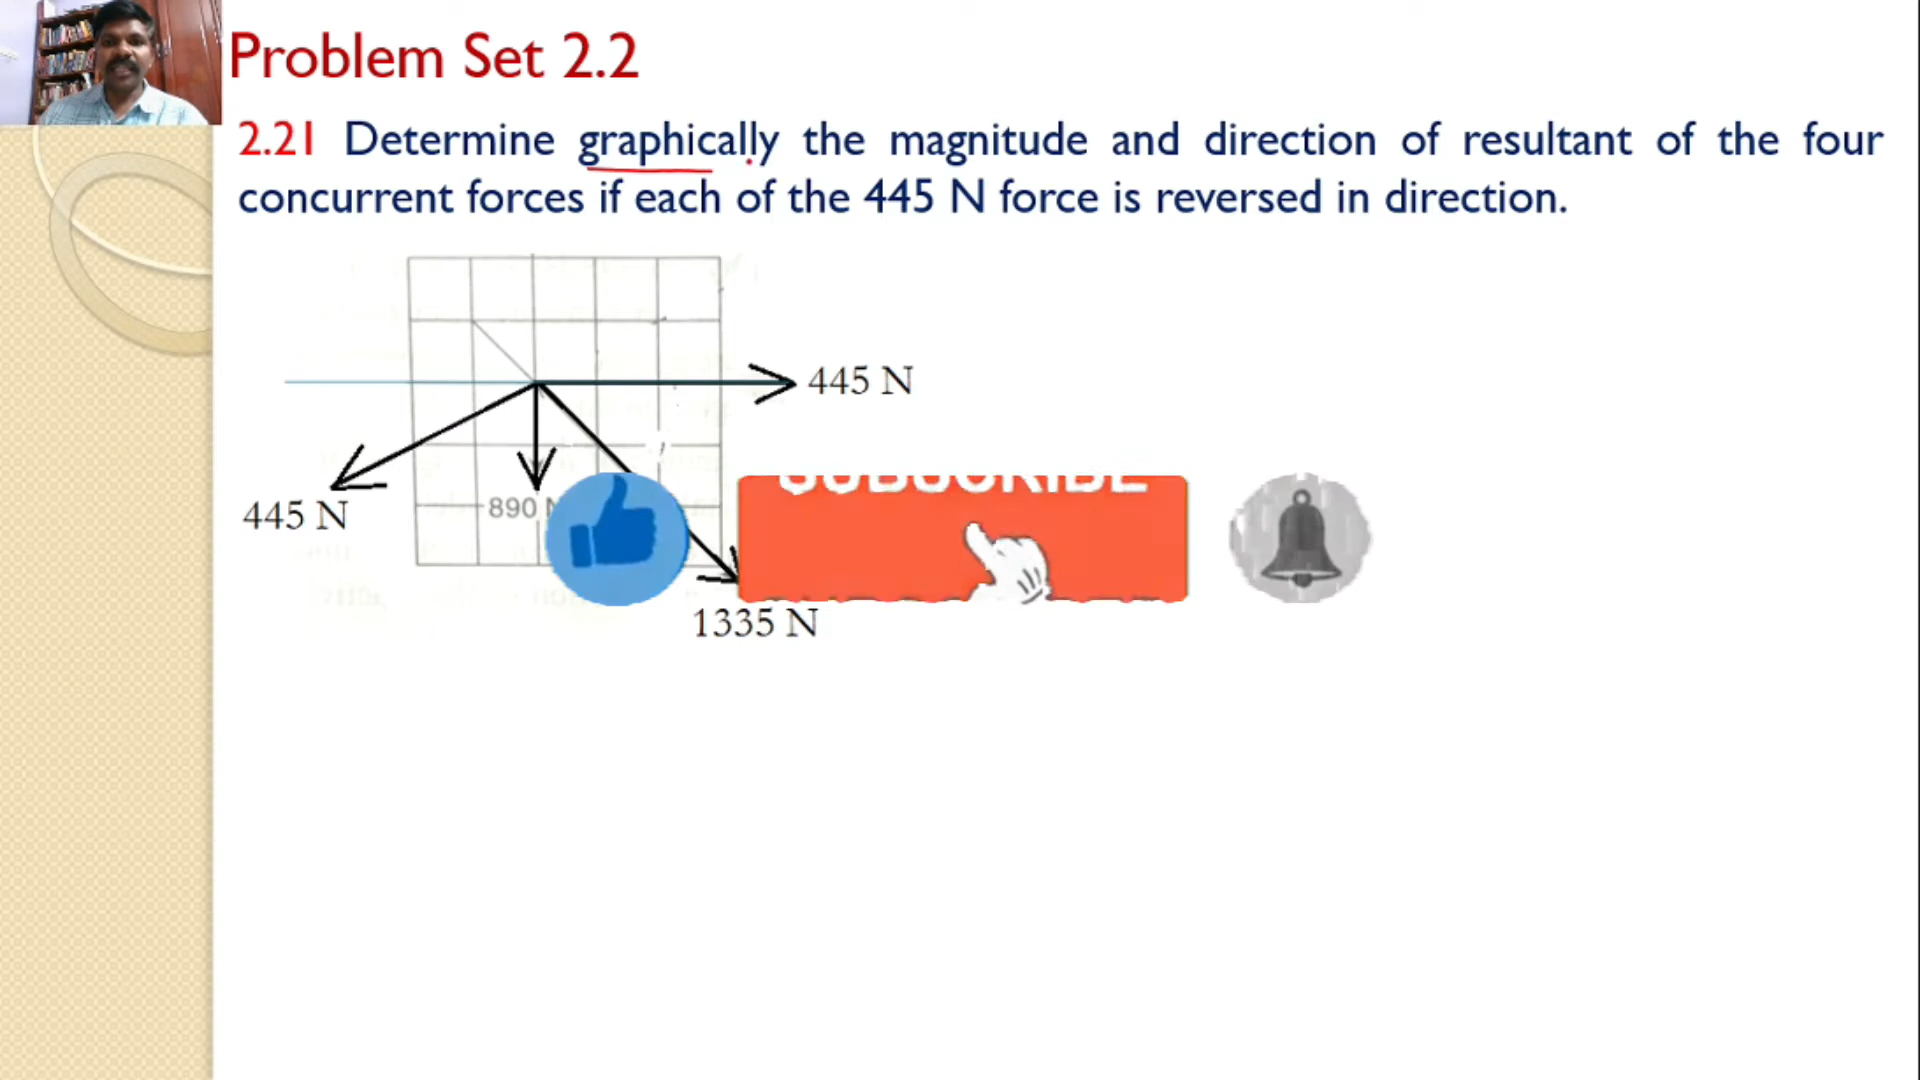 Problem Set 2.2
2.21 Determine graphically the magnitude and direction of resultant of the four
concurrent forces if each of the 445 N force is reversed in direction.
445 N
445 N
890 N
SUBSCRIBE
1335 N